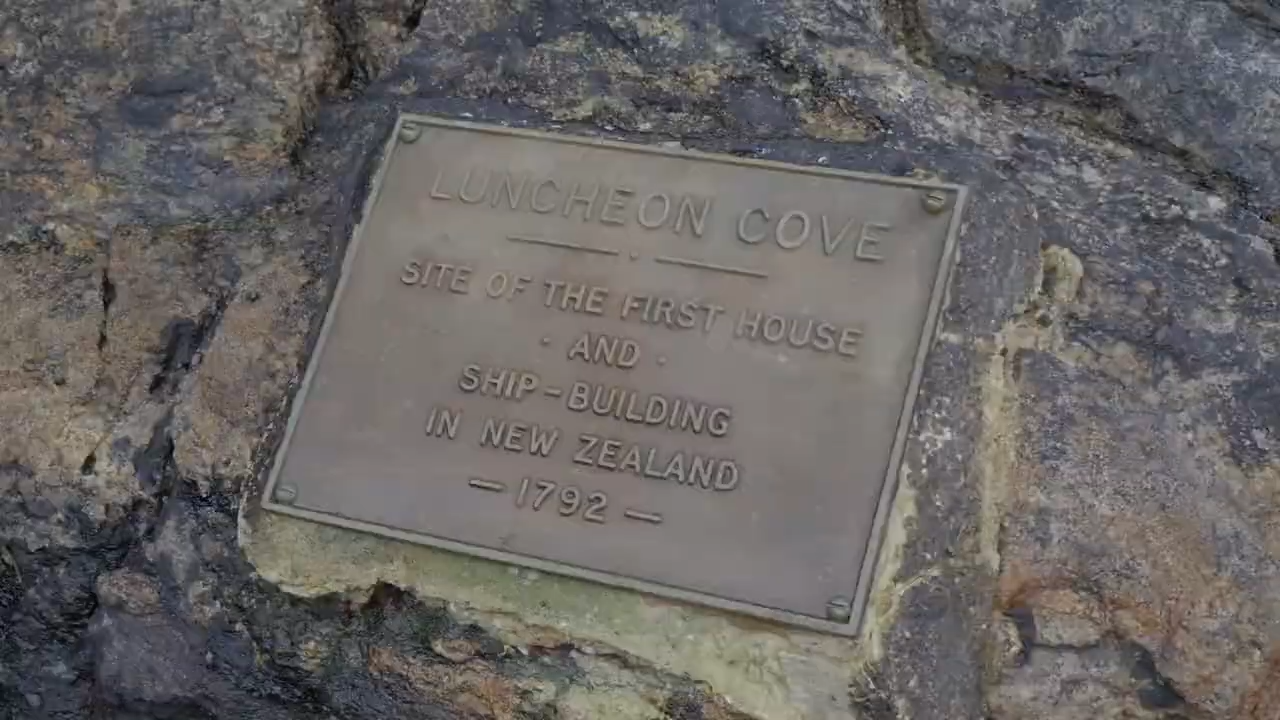 LUNCHEON COVE
SITE OF THE FIRST HOUSE
· AND ·
SHIP-BUILDING
IN NEW ZEALAND
— 1792 —